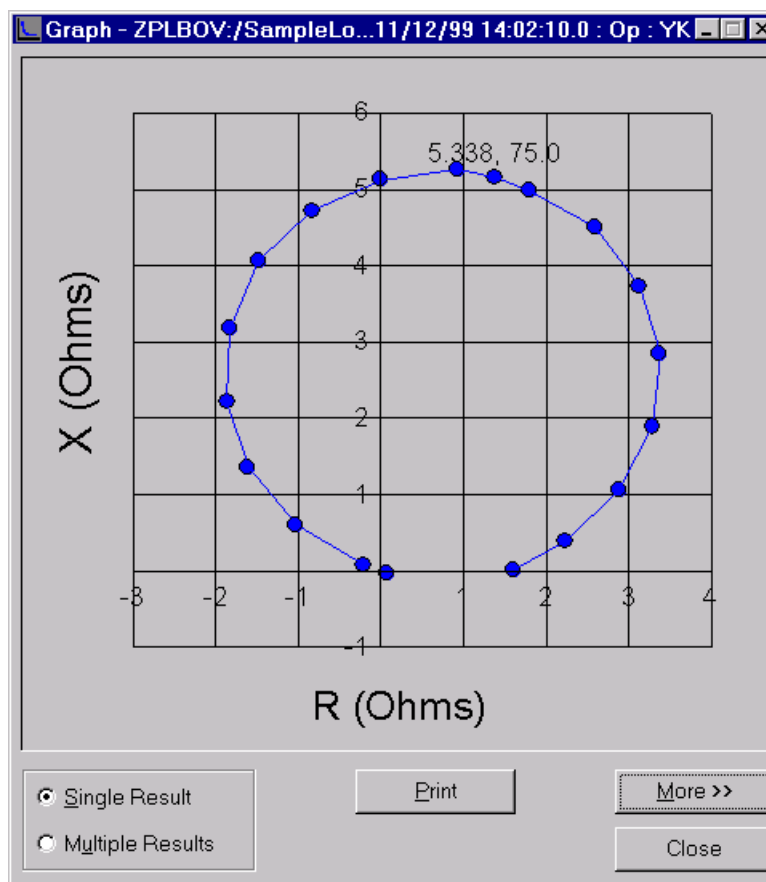 Graph - ZPLBOV:/SampleLo...11/12/99 14:02:10.0 : Op : YK
6
5.338, 75.0
5
4
3
2
1
-3 -2 -1 1 2 3 4
-1
X (Ohms)
R (Ohms)
Single Result
Multiple Results
Print
More >>
Close